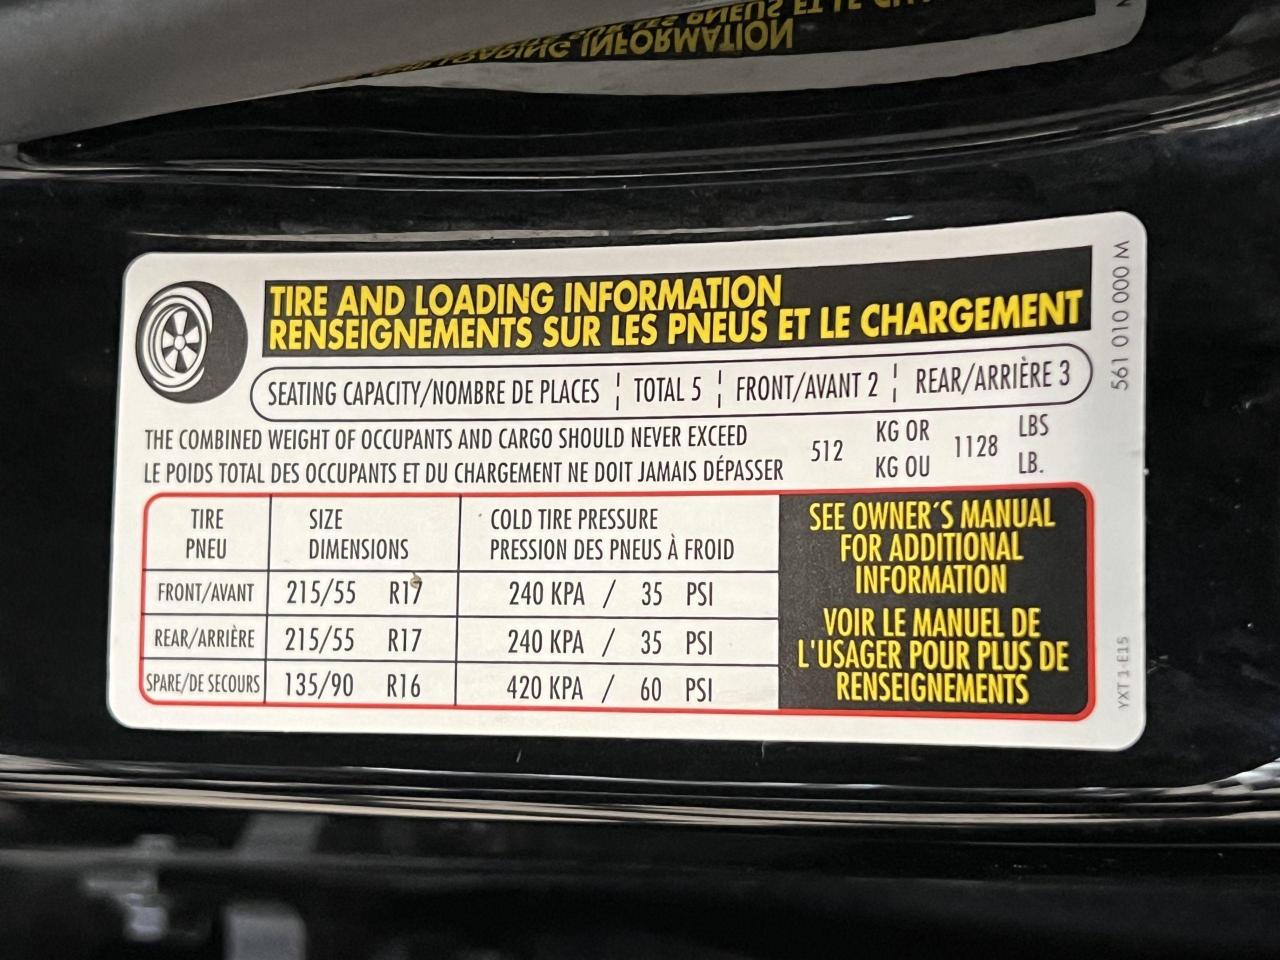 TIRE AND LOADING INFORMATION
RENSEIGNEMENTS SUR LES PNEUS ET LE CHARGEMENT
SEATING CAPACITY/NOMBRE DE PLACES ¦ TOTAL 5 ¦ FRONT/AVANT 2 ¦ REAR/ARRIÈRE 3
THE COMBINED WEIGHT OF OCCUPANTS AND CARGO SHOULD NEVER EXCEED
LE POIDS TOTAL DES OCCUPANTS ET DU CHARGEMENT NE DOIT JAMAIS DÉPASSER
512 KG OR 1128 LBS
KG OU LB.
TIRE SIZE COLD TIRE PRESSURE
PNEU DIMENSIONS PRESSION DES PNEUS À FROID
FRONT/AVANT 215/55 R17 240 KPA / 35 PSI
REAR/ARRIÈRE 215/55 R17 240 KPA / 35 PSI
SPARE/DE SECOURS 135/90 R16 420 KPA / 60 PSI
SEE OWNER´S MANUAL
FOR ADDITIONAL
INFORMATION
VOIR LE MANUEL DE
L'USAGER POUR PLUS DE
RENSEIGNEMENTS
561 010 000 M
YXT 1-E15